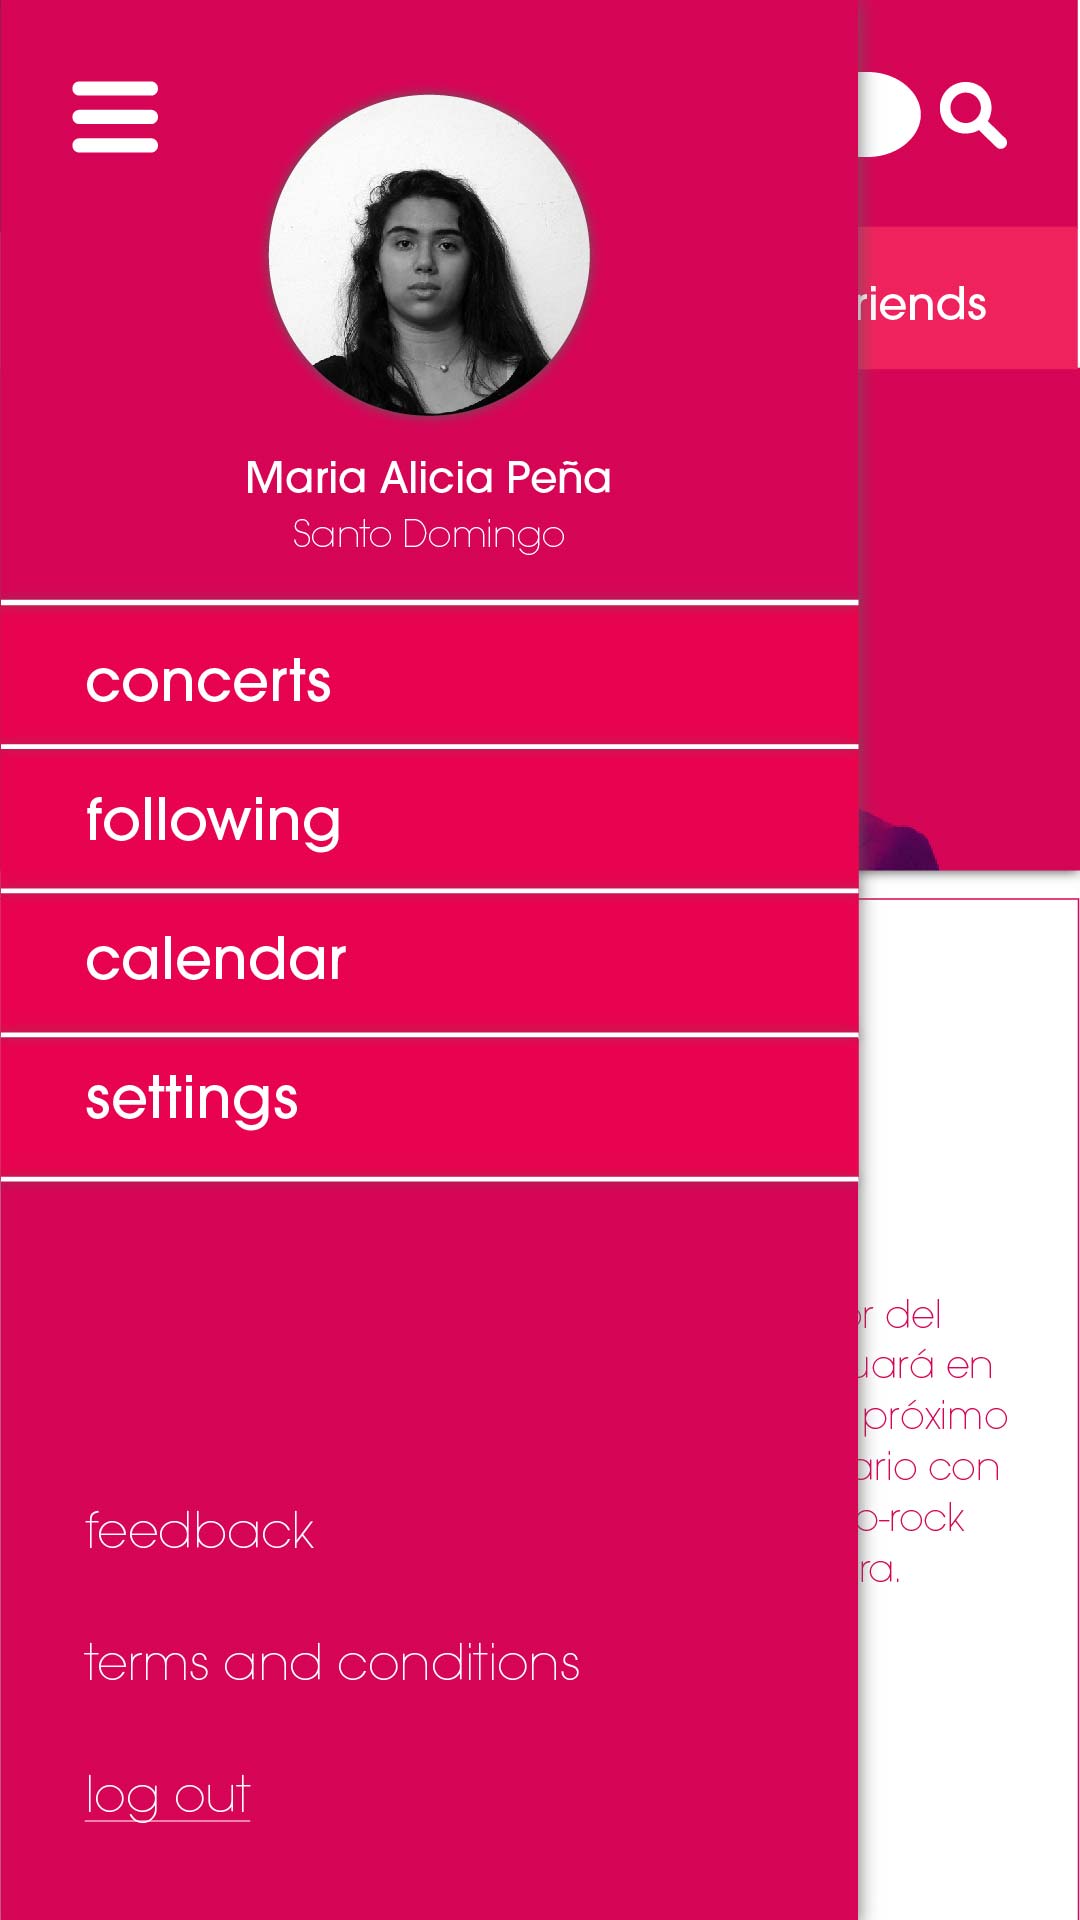 Maria Alicia Peña
Santo Domingo
concerts
following
calendar
settings
feedback
terms and conditions
log out
riends
r del
uará en
próximo
ario con
-rock
ra.